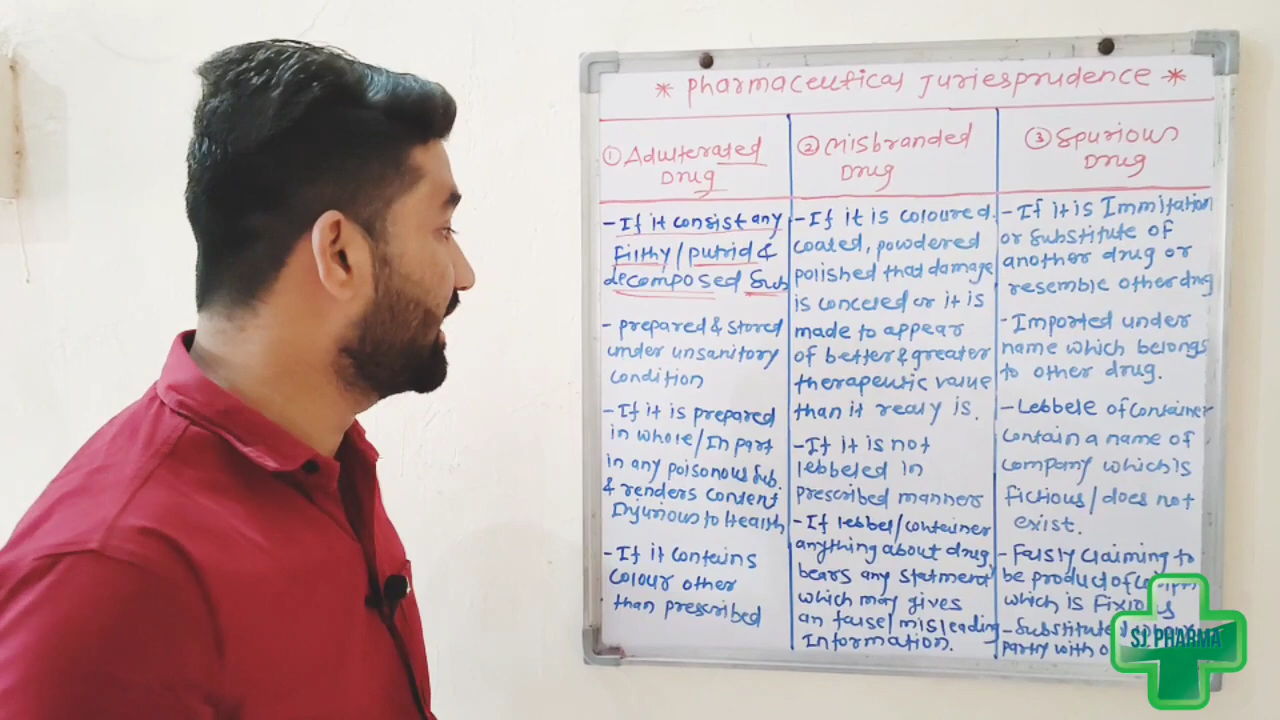 * Pharmaceutical Juriesprudence *
① Adulterated
Drug
- If it consist any
Filthy / putrid &
decomposed Sub
- prepared & stored
under unsanitory
condition
- If it is prepared
in whole / In part
in any poisonous sub.
& renders content
Injurious to Health
- If it contains
colour other
than prescribed
② Misbranded
Drug
- If it is coloured.
coated, powdered
polished that damage
is conceled or it is
made to appear
of better & greater
therapeutic value
than it realy is.
- If it is not
lebbeled in
prescribed manner
- If lebbel / container
anything about drug
bears any statment
which may gives
an false / misleading
Information.
③ Spurious
Drug
- If it is Immitation
or substitute of
another drug or
resemble other drug
- Imported under
name which belongs
to other drug.
- Lebbele of container
contain a name of
company which is
fictious / does not
exist.
- Falsly claiming to
be product of
which is
- Substituted
partly with
SJ PHARMA